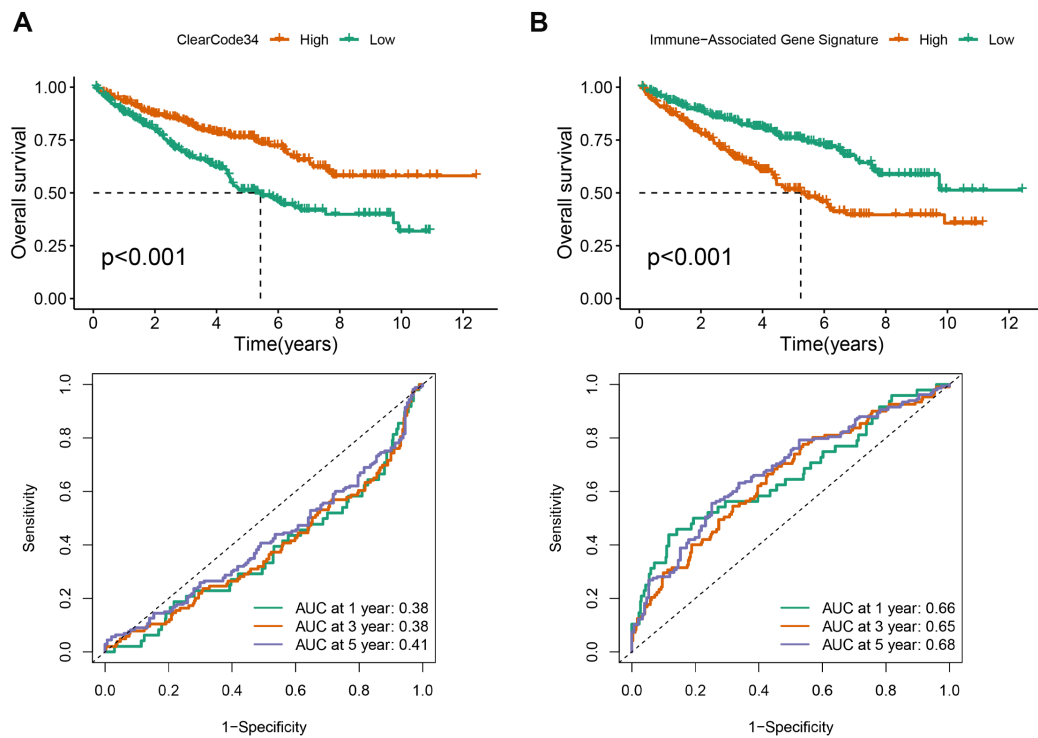 A
ClearCode34 High Low
1.00
0.75
0.50
0.25
0.00
Overall survival
p<0.001
0 2 4 6 8 10 12
Time(years)
1.0
0.8
0.6
0.4
0.2
0.0
Sensitivity
AUC at 1 year: 0.38
AUC at 3 year: 0.38
AUC at 5 year: 0.41
0.0 0.2 0.4 0.6 0.8 1.0
1−Specificity
B
Immune−Associated Gene Signature High Low
1.00
0.75
0.50
0.25
0.00
Overall survival
p<0.001
0 2 4 6 8 10 12
Time(years)
1.0
0.8
0.6
0.4
0.2
0.0
Sensitivity
AUC at 1 year: 0.66
AUC at 3 year: 0.65
AUC at 5 year: 0.68
0.0 0.2 0.4 0.6 0.8 1.0
1−Specificity